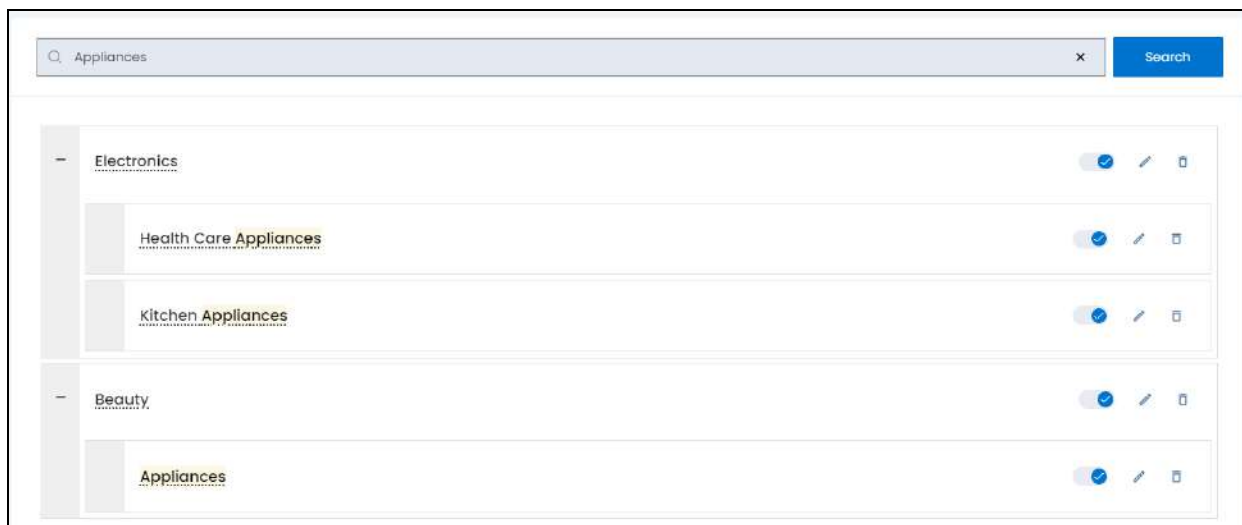 Appliances
Search
Electronics
Health Care Appliances
Kitchen Appliances
Beauty
Appliances